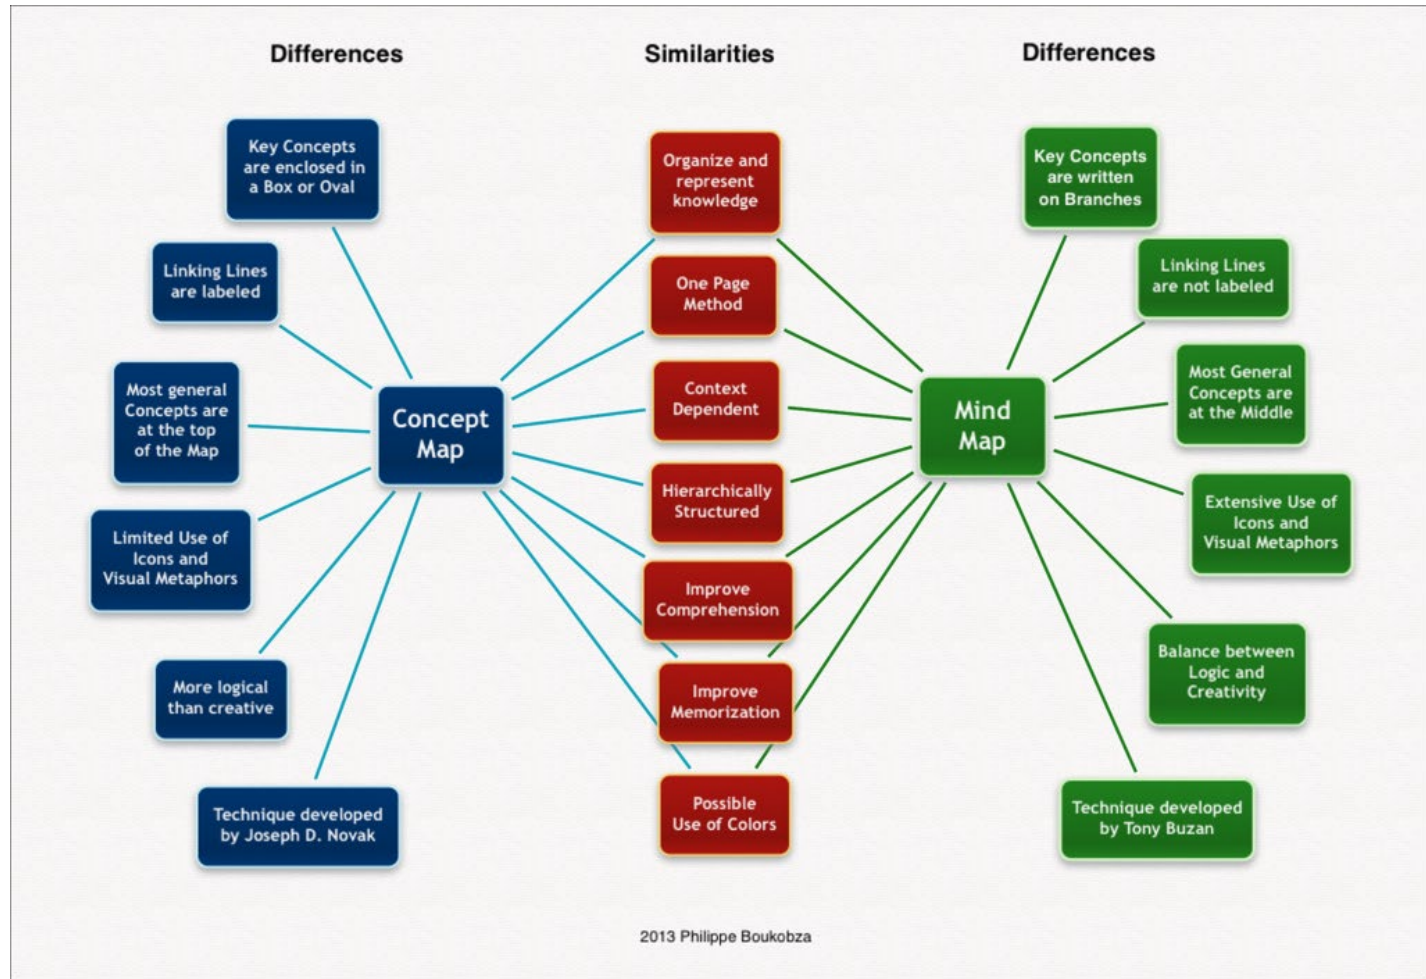 Differences
Similarities
Differences
Key Concepts
are enclosed in
a Box or Oval
Linking Lines
are labeled
Most general
Concepts are
at the top
of the Map
Limited Use of
Icons and
Visual Metaphors
More logical
than creative
Technique developed
by Joseph D. Novak
Concept
Map
Organize and
represent
knowledge
One Page
Method
Context
Dependent
Hierarchically
Structured
Improve
Comprehension
Improve
Memorization
Possible
Use of Colors
Mind
Map
Key Concepts
are written
on Branches
Linking Lines
are not labeled
Most General
Concepts are
at the Middle
Extensive Use of
Icons and
Visual Metaphors
Balance between
Logic and
Creativity
Technique developed
by Tony Buzan
2013 Philippe Boukobza